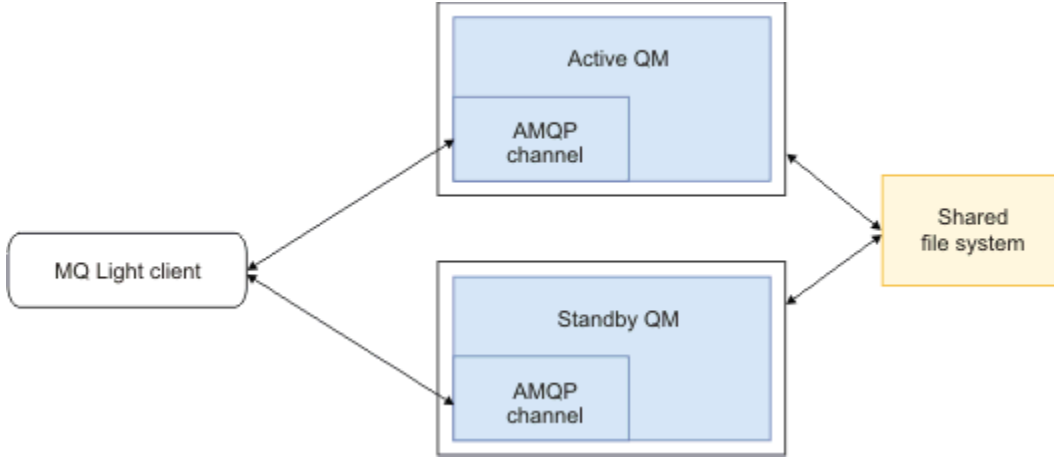 Active QM
AMQP
channel
MQ Light client
Shared
file system
Standby QM
AMQP
channel